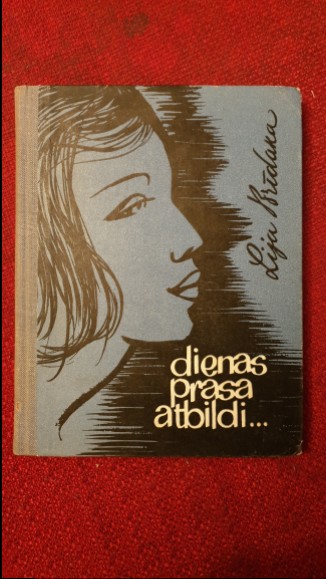 Lija Brīdaka
dienas
prasa
atbildi...